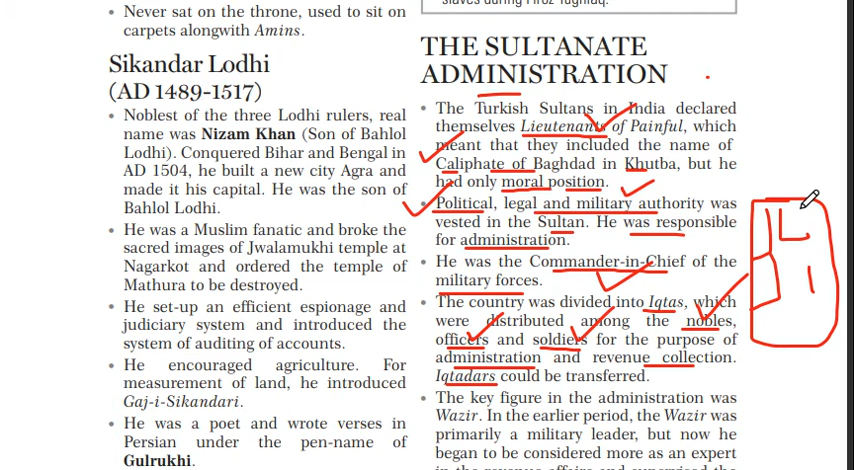 • Never sat on the throne, used to sit on
carpets alongwith Amins.
Sikandar Lodhi
(AD 1489-1517)
• Noblest of the three Lodhi rulers, real
name was Nizam Khan (Son of Bahlol
Lodhi). Conquered Bihar and Bengal in
AD 1504, he built a new city Agra and
made it his capital. He was the son of
Bahlol Lodhi.
• He was a Muslim fanatic and broke the
sacred images of Jwalamukhi temple at
Nagarkot and ordered the temple of
Mathura to be destroyed.
• He set-up an efficient espionage and
judiciary system and introduced the
system of auditing of accounts.
• He encouraged agriculture. For
measurement of land, he introduced
Gaj-i-Sikandari.
• He was a poet and wrote verses in
Persian under the pen-name of
Gulrukhi.
slaves during Firoz Tughlaq.
THE SULTANATE
ADMINISTRATION
• The Turkish Sultans in India declared
themselves Lieutenants of Painful, which
meant that they included the name of
Caliphate of Baghdad in Khutba, but he
had only moral position.
• Political, legal and military authority was
vested in the Sultan. He was responsible
for administration.
• He was the Commander-in-Chief of the
military forces.
• The country was divided into Iqtas, which
were distributed among the nobles,
officers and soldiers for the purpose of
administration and revenue collection.
Iqtadars could be transferred.
• The key figure in the administration was
Wazir. In the earlier period, the Wazir was
primarily a military leader, but now he
began to be considered more as an expert
in the revenue affairs and supervised the